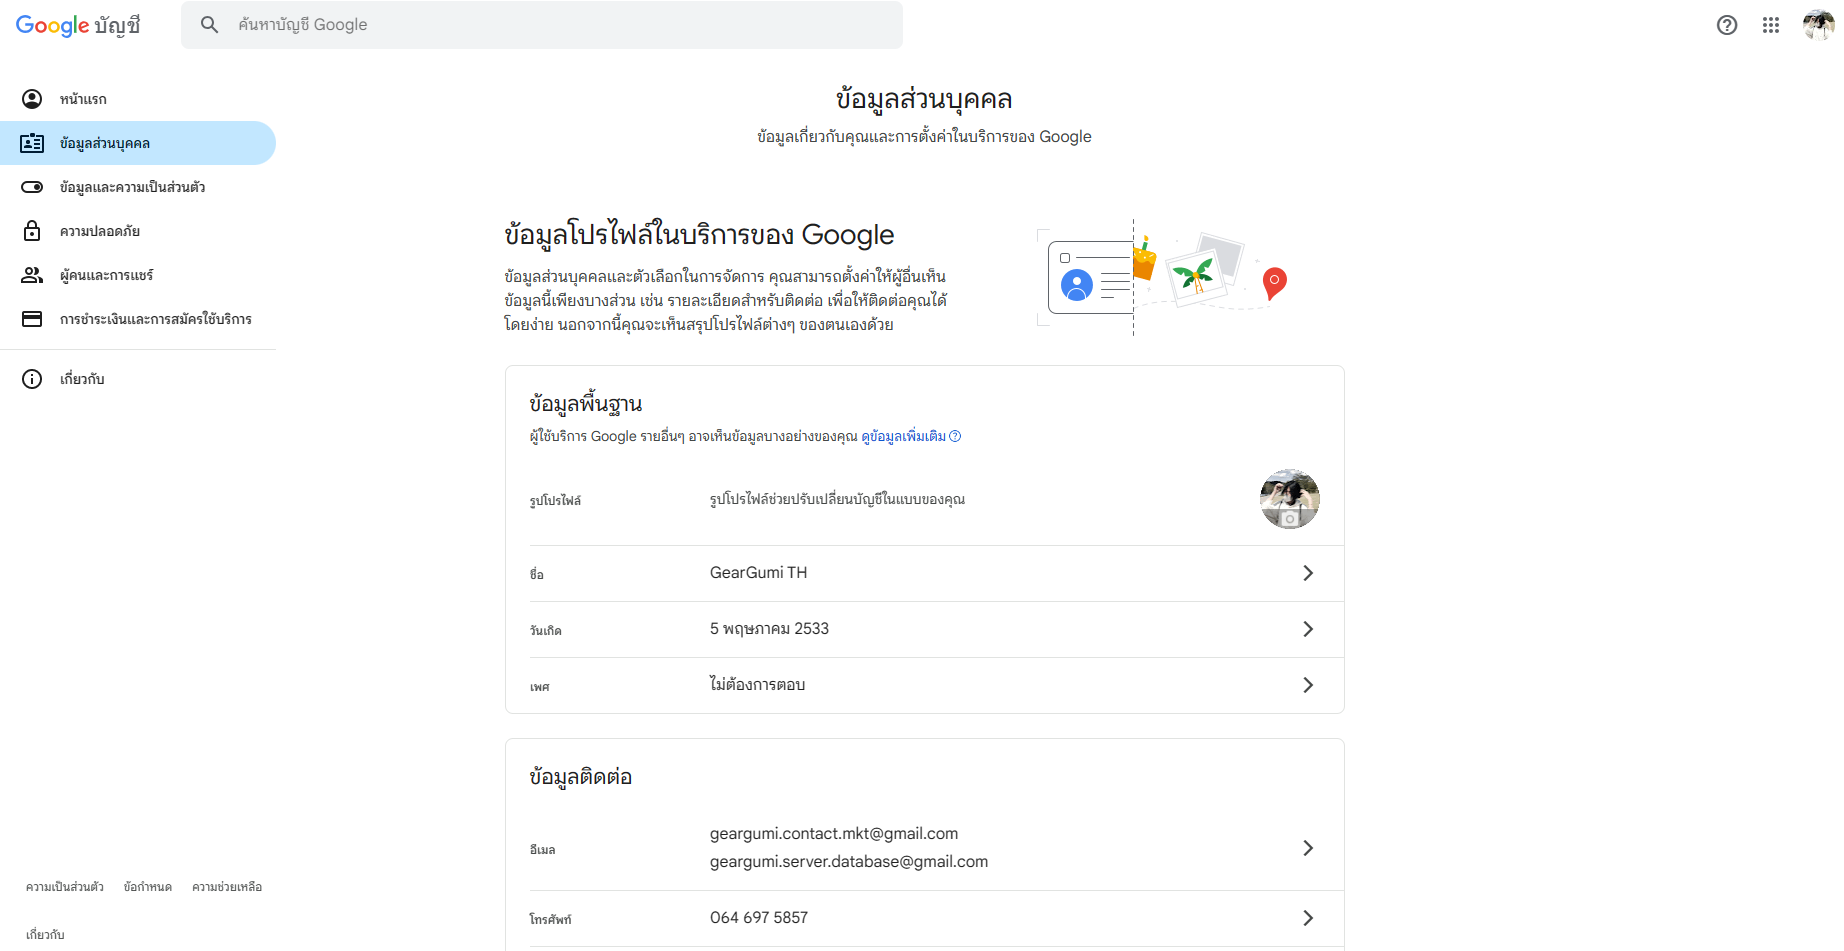 Google บัญชี
ค้นหาบัญชี Google
หน้าแรก
ข้อมูลส่วนบุคคล
ข้อมูลและความเป็นส่วนตัว
ความปลอดภัย
ผู้คนและการแชร์
การชำระเงินและการสมัครใช้บริการ
เกี่ยวกับ
ความเป็นส่วนตัว ข้อกำหนด ความช่วยเหลือ
เกี่ยวกับ
ข้อมูลส่วนบุคคล
ข้อมูลเกี่ยวกับคุณและการตั้งค่าในบริการของ Google
ข้อมูลโปรไฟล์ในบริการของ Google
ข้อมูลส่วนบุคคลและตัวเลือกในการจัดการ คุณสามารถตั้งค่าให้ผู้อื่นเห็น
ข้อมูลนี้เพียงบางส่วน เช่น รายละเอียดสำหรับติดต่อ เพื่อให้ติดต่อคุณได้
โดยง่าย นอกจากนี้คุณจะเห็นสรุปโปรไฟล์ต่างๆ ของตนเองด้วย
ข้อมูลพื้นฐาน
ผู้ใช้บริการ Google รายอื่นๆ อาจเห็นข้อมูลบางอย่างของคุณ ดูข้อมูลเพิ่มเติม
รูปโปรไฟล์ รูปโปรไฟล์ช่วยปรับเปลี่ยนบัญชีในแบบของคุณ
ชื่อ GearGumi TH
วันเกิด 5 พฤษภาคม 2533
เพศ ไม่ต้องการตอบ
ข้อมูลติดต่อ
อีเมล geargumi.contact.mkt@gmail.com
geargumi.server.database@gmail.com
โทรศัพท์ 064 697 5857